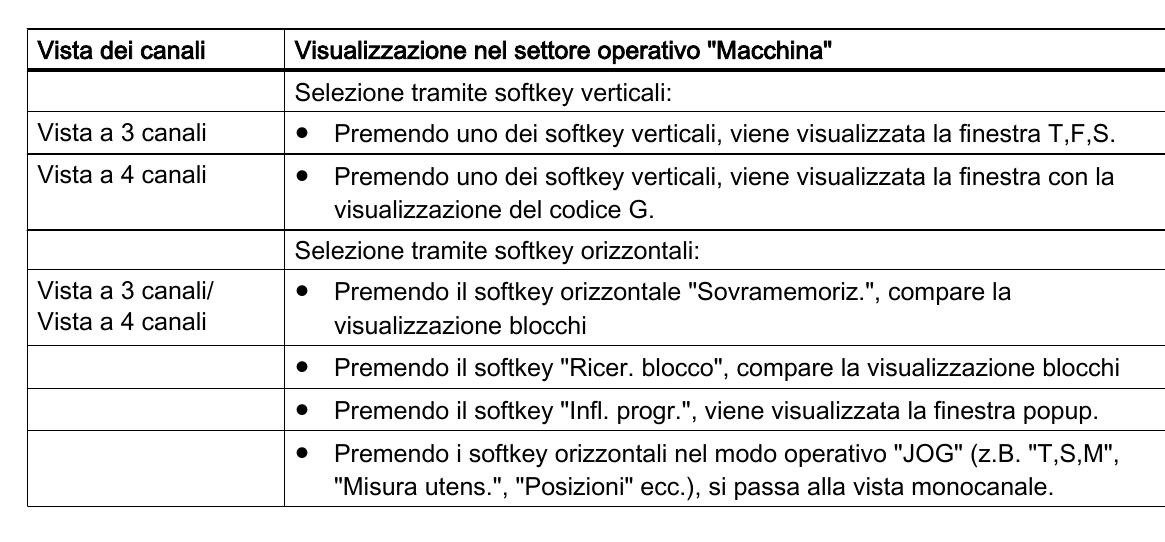 Vista dei canali Visualizzazione nel settore operativo "Macchina"
Selezione tramite softkey verticali:
Vista a 3 canali ● Premendo uno dei softkey verticali, viene visualizzata la finestra T,F,S.
Vista a 4 canali ● Premendo uno dei softkey verticali, viene visualizzata la finestra con la
visualizzazione del codice G.
Selezione tramite softkey orizzontali:
Vista a 3 canali/ ● Premendo il softkey orizzontale "Sovramemoriz.", compare la
Vista a 4 canali visualizzazione blocchi
● Premendo il softkey "Ricer. blocco", compare la visualizzazione blocchi
● Premendo il softkey "Infl. progr.", viene visualizzata la finestra popup.
● Premendo i softkey orizzontali nel modo operativo "JOG" (z.B. "T,S,M",
"Misura utens.", "Posizioni" ecc.), si passa alla vista monocanale.